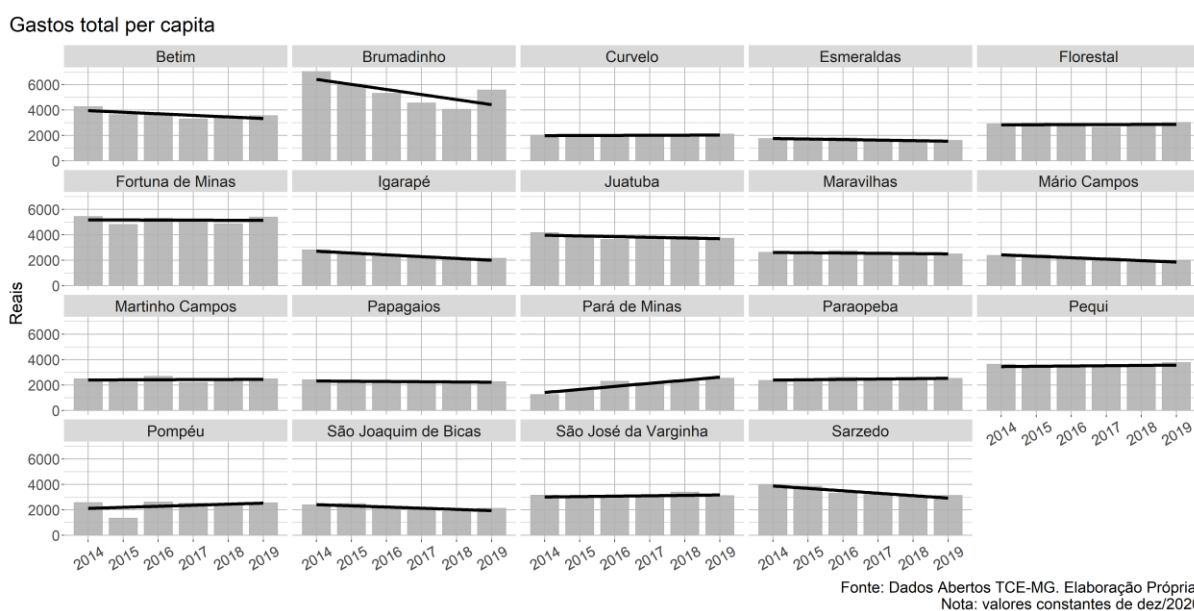 Gastos total per capita
Betim Brumadinho Curvelo Esmeraldas Florestal
6000
4000
2000
0
Fortuna de Minas Igarapé Juatuba Maravilhas Mário Campos
6000
4000
2000
0
Reais
Martinho Campos Papagaios Pará de Minas Paraopeba Pequi
6000
4000
2000
0
2014 2015 2016 2017 2018 2019
Pompéu São Joaquim de Bicas São José da Varginha Sarzedo
6000
4000
2000
0
2014 2015 2016 2017 2018 2019 2014 2015 2016 2017 2018 2019 2014 2015 2016 2017 2018 2019 2014 2015 2016 2017 2018 2019
Fonte: Dados Abertos TCE-MG. Elaboração Própria
Nota: valores constantes de dez/2020